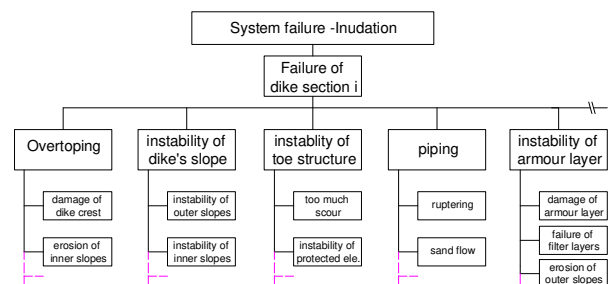 System failure -Inudation
Failure of
dike section i
Overtoping
instability of
dike's slope
instablity of
toe structure
piping
instability of
armour layer
damage of
dike crest
erosion of
inner slopes
instability of
outer slopes
instability of
inner slopes
too much
scour
instability of
protected ele.
ruptering
sand flow
damage of
armour layer
failure of
filter layers
erosion of
outer slopes